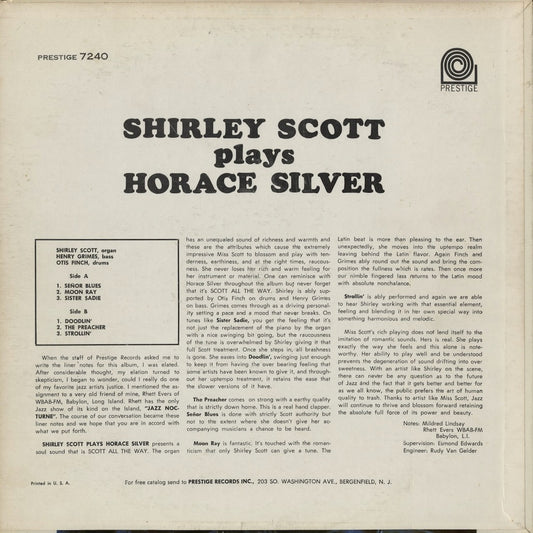 PRESTIGE 7240
PRESTIGE
SHIRLEY SCOTT
plays
HORACE SILVER
SHIRLEY SCOTT, organ
HENRY GRIMES, bass
OTIS FINCH, drums
Side A
1. SEÑOR BLUES
2. MOON RAY
3. SISTER SADIE
Side B
1. DOODLIN'
2. THE PREACHER
3. STROLLIN'
When the staff of Prestige Records asked me to
write the liner notes for this album, I was elated.
After considerable thought, my elation turned to
skepticism, I began to wonder, could I really do one
of my favorite jazz artists justice. I mentioned the as-
signment to a very old friend of mine, Rhett Evers of
WBAB-FM, Babylon, Long Island. Rhett has the only
Jazz show of its kind on the Island, "JAZZ NOC-
TURNE". The course of our conversation became these
liner notes and we hope that you are in accord with
what we put forth.
SHIRLEY SCOTT PLAYS HORACE SILVER presents a
soul sound that is SCOTT ALL THE WAY. The organ
has an unequaled sound of richness and warmth and
these are the attributes which cause the extremely
impressive Miss Scott to blossom and play with ten-
derness, earthiness, and at the right times, raucous-
ness. She never loses her rich and warm feeling for
her instrument or material. One can reminisce with
Horace Silver throughout the album but never forget
that it's SCOTT ALL THE WAY. Shirley is ably sup-
ported by Otis Finch on drums and Henry Grimes
on bass. Grimes comes through as a driving personal-
ity setting a pace and a mood that never breaks. On
tunes like Sister Sadie, you get the feeling that it's
not just the replacement of the piano by the organ
with a nice swinging bit going, but the raucousness
of the tune is overwhelmed by Shirley giving it that
full Scott treatment. Once she steps in, all brashness
is gone. She eases into Doodlin', swinging just enough
to keep it from having the over bearing feeling that
some artists have been known to give it, and through-
out her uptempo treatment, it retains the ease that
the slower versions of it have.
The Preacher comes on strong with a earthy quality
that is strictly down home. This is a real hand clapper.
Señor Blues is done with strictly Scott authority but
not to the extent where she doesn't give her ac-
companying musicians a chance to be heard.
Moon Ray is fantastic. It's touched with the roman-
ticism that only Shirley Scott can give a tune. The
Latin beat is more than pleasing to the ear. Then
unexpectedly, she moves into the uptempo realm
leaving behind the Latin flavor. Again Finch and
Grimes ably round out the sound and bring the com-
position the fullness which is rates. Then once more
our nimble fingered lass returns to the Latin mood
with absolute nonchalance.
Strollin' is ably performed and again we are able
to hear Shirley working with that essential element,
feeling and blending it in her own special way into
something harmonious and melodic.
Miss Scott's rich playing does not lend itself to the
imitation of romantic sounds. Hers is real. She plays
exactly the way she feels and this alone is note-
worthy. Her ability to play well and be understood
prevents the degeneration of sound drifting into over
sweetness. With an artist like Shirley on the scene,
there can never be any question as to the future
of Jazz and the fact that it gets better and better for
as we all know, the public prefers the art of human
quality to trash. Thanks to artist like Miss Scott, Jazz
will continue to thrive and blossom forward retaining
the absolute full force of its power and beauty.
Notes: Mildred Lindsay
Rhett Evers WBAB-FM
Babylon, L.I.
Supervision: Esmond Edwards
Engineer: Rudy Van Gelder
Printed in U. S. A.
For free catalog send to PRESTIGE RECORDS INC., 203 SO. WASHINGTON AVE., BERGENFIELD, N. J.